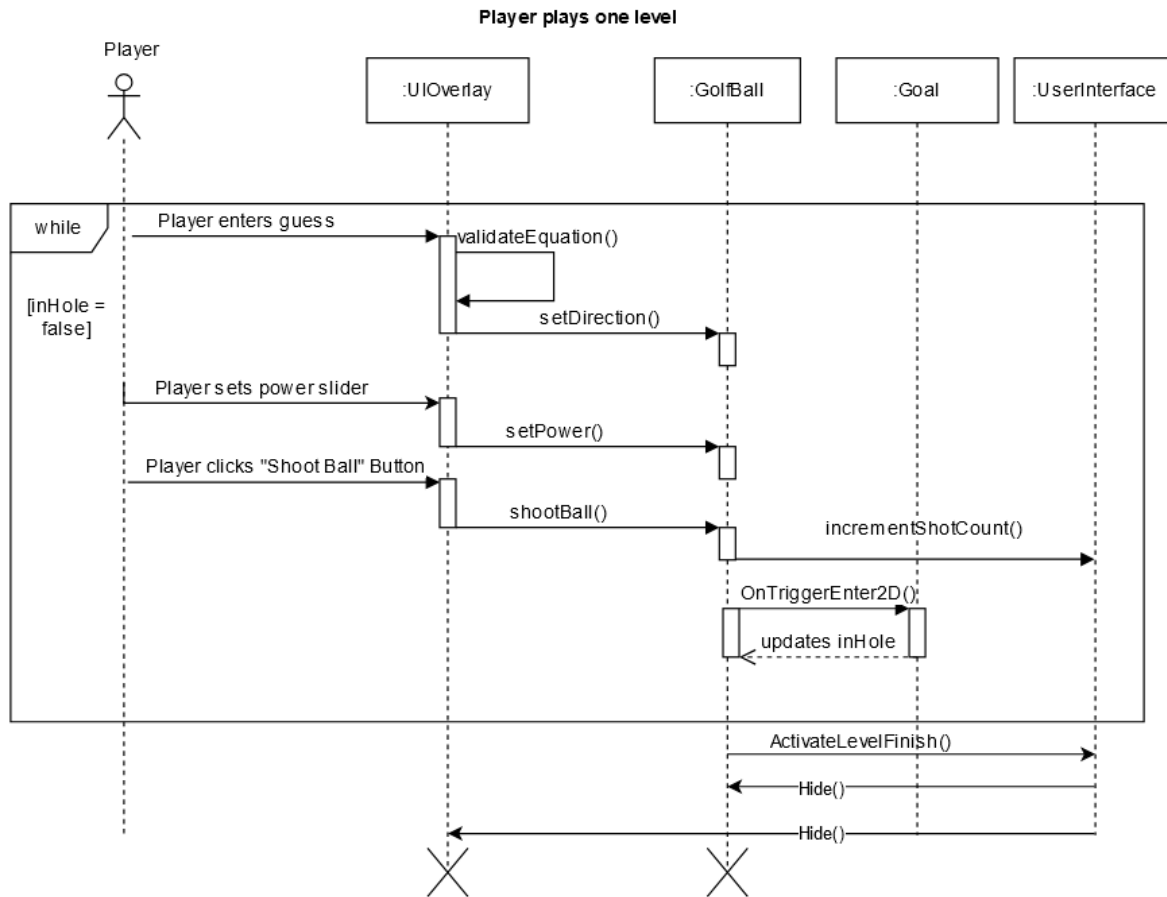 Player plays one level
Player
:UIOverlay
:GolfBall
:Goal
:UserInterface
while
Player enters guess
validateEquation()
[inHole =
false]
setDirection()
Player sets power slider
setPower()
Player clicks "Shoot Ball" Button
shootBall()
incrementShotCount()
OnTriggerEnter2D()
updates inHole
ActivateLevelFinish()
Hide()
Hide()